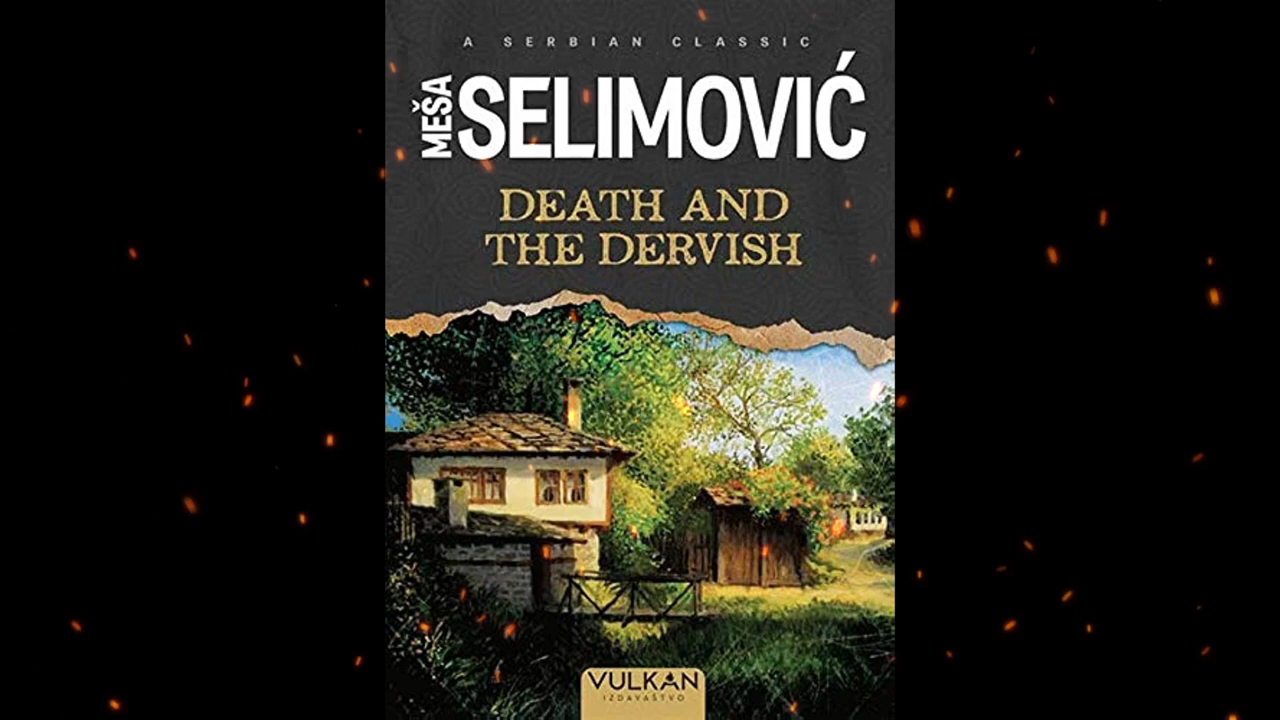 A SERBIAN CLASSIC
MEŠA
SELIMOVIĆ
DEATH AND
THE DERVISH
VULKAN
IZDAVAŠTVO